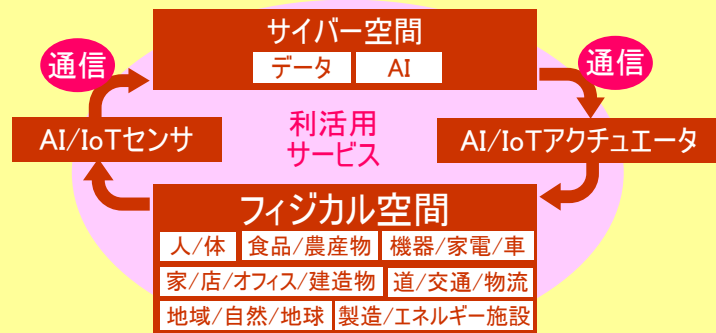 サイバー空間
データ AI
通信
通信
AI/IoTセンサ
利活用
サービス
AI/IoTアクチュエータ
フィジカル空間
人/体 食品/農産物 機器/家電/車
家/店/オフィス/建造物 道/交通/物流
地域/自然/地球 製造/エネルギー施設